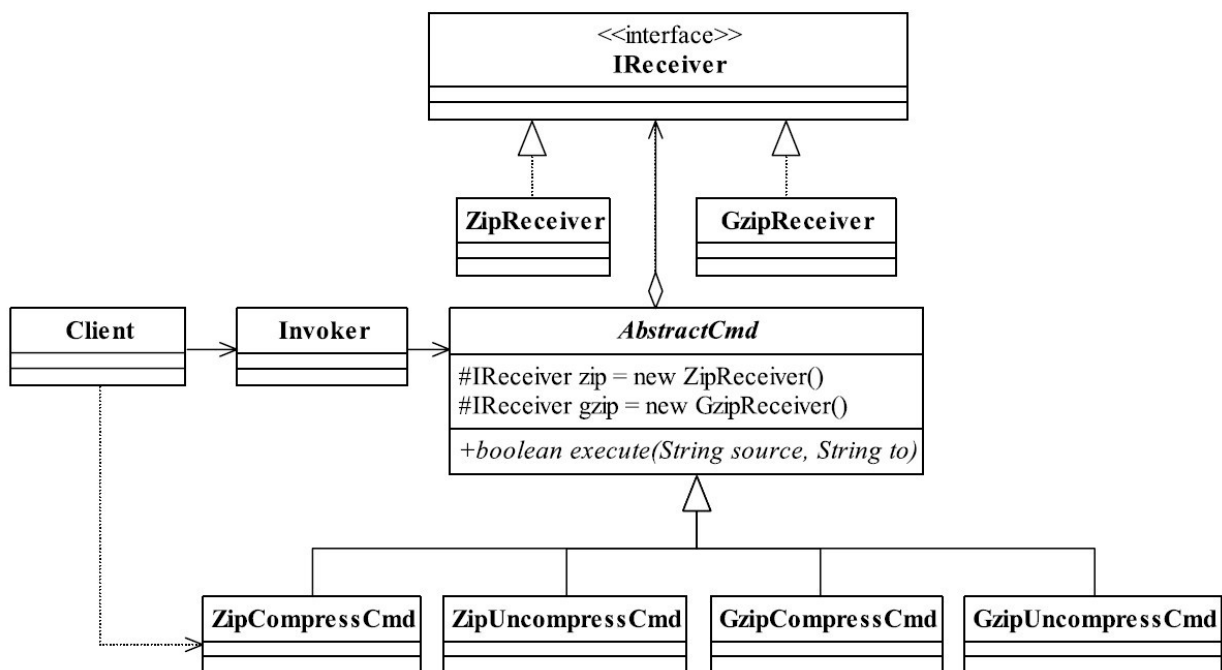 <<interface>>
IReceiver
ZipReceiver
GzipReceiver
Client
Invoker
AbstractCmd
#IReceiver zip = new ZipReceiver()
#IReceiver gzip = new GzipReceiver()
+boolean execute(String source, String to)
ZipCompressCmd
ZipUncompressCmd
GzipCompressCmd
GzipUncompressCmd